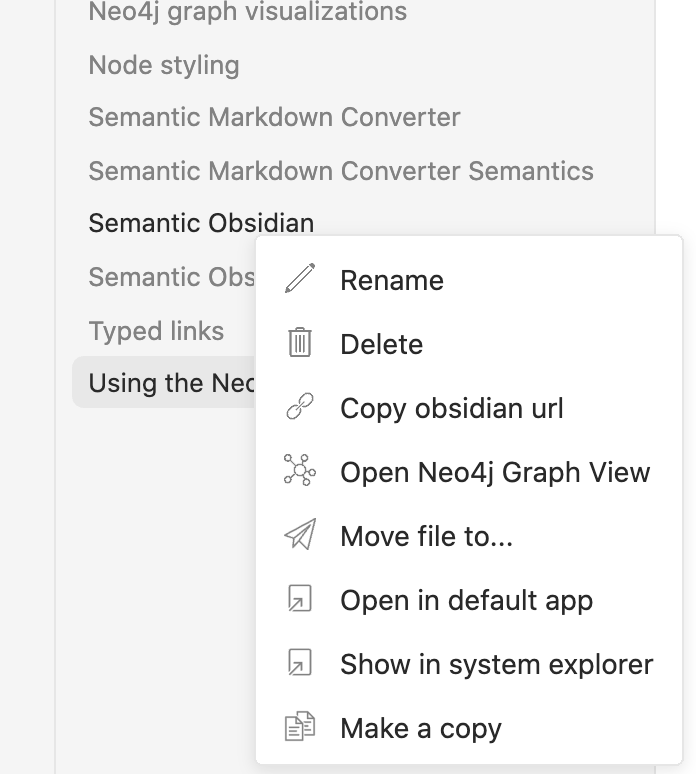 Neo4j graph visualizations
Node styling
Semantic Markdown Converter
Semantic Markdown Converter Semantics
Semantic Obsidian
Semantic Obs
Typed links
Using the Neo
Rename
Delete
Copy obsidian url
Open Neo4j Graph View
Move file to...
Open in default app
Show in system explorer
Make a copy